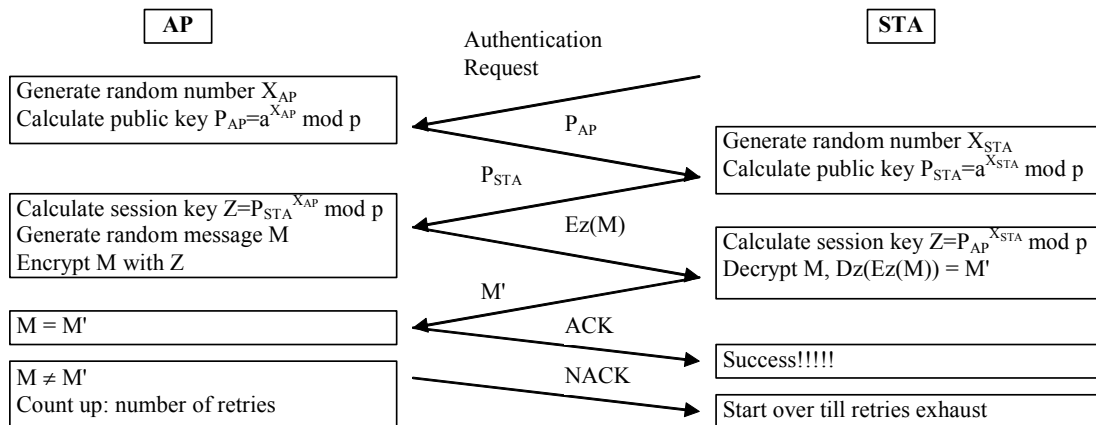 AP
STA
Authentication
Request
Generate random number X_AP
Calculate public key P_AP=a^X_AP mod p
P_AP
Generate random number X_STA
Calculate public key P_STA=a^X_STA mod p
P_STA
Calculate session key Z=P_STA^X_AP mod p
Generate random message M
Encrypt M with Z
Ez(M)
Calculate session key Z=P_AP^X_STA mod p
Decrypt M, Dz(Ez(M)) = M'
M'
M = M'
ACK
Success!!!!!
M ≠ M'
Count up: number of retries
NACK
Start over till retries exhaust